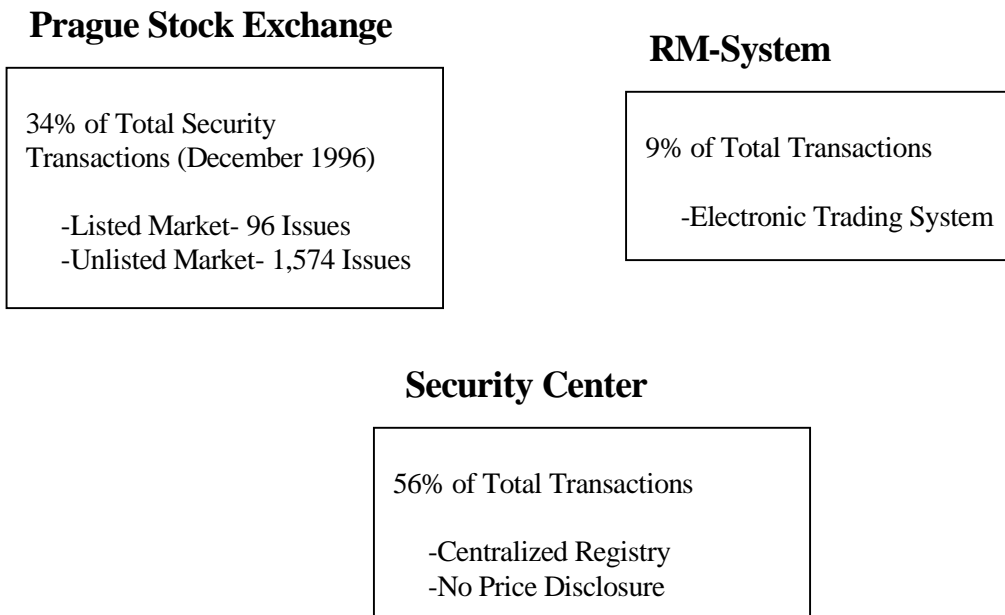 Prague Stock Exchange
34% of Total Security
Transactions (December 1996)
-Listed Market- 96 Issues
-Unlisted Market- 1,574 Issues
RM-System
9% of Total Transactions
-Electronic Trading System
Security Center
56% of Total Transactions
-Centralized Registry
-No Price Disclosure